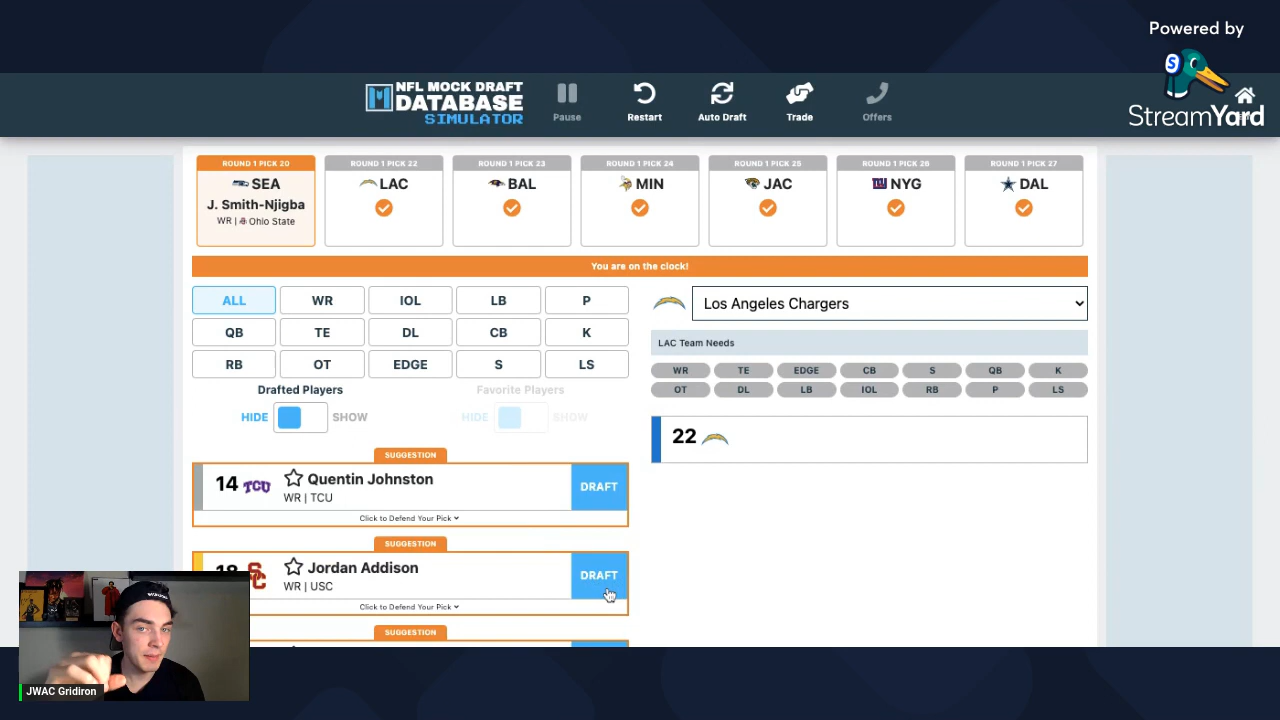 Powered by
S
StreamYard
NFL MOCK DRAFT
DATABASE
SIMULATOR
Pause
Restart
Auto Draft
Trade
Offers
ROUND 1 PICK 20
SEA
J. Smith-Njigba
WR | Ohio State
ROUND 1 PICK 22
LAC
ROUND 1 PICK 23
BAL
ROUND 1 PICK 24
MIN
ROUND 1 PICK 25
JAC
ROUND 1 PICK 26
NYG
ROUND 1 PICK 27
DAL
You are on the clock!
ALL WR IOL LB P
QB TE DL CB K
RB OT EDGE S LS
Drafted Players
HIDE SHOW
Favorite Players
HIDE SHOW
Los Angeles Chargers
LAC Team Needs
WR TE EDGE CB S QB K
OT DL LB IOL RB P LS
22
SUGGESTION
14 TCU Quentin Johnston
WR | TCU
DRAFT
Click to Defend Your Pick
SUGGESTION
SC Jordan Addison
WR | USC
DRAFT
Click to Defend Your Pick
SUGGESTION
JWAC Gridiron